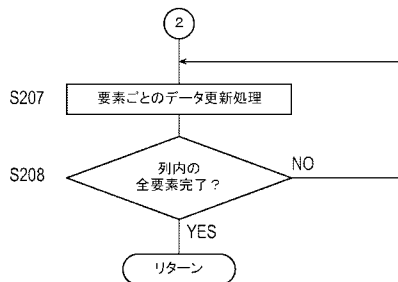 2
S207
要素ごとのデータ更新処理
S208
列内の
全要素完了？
NO
YES
リターン